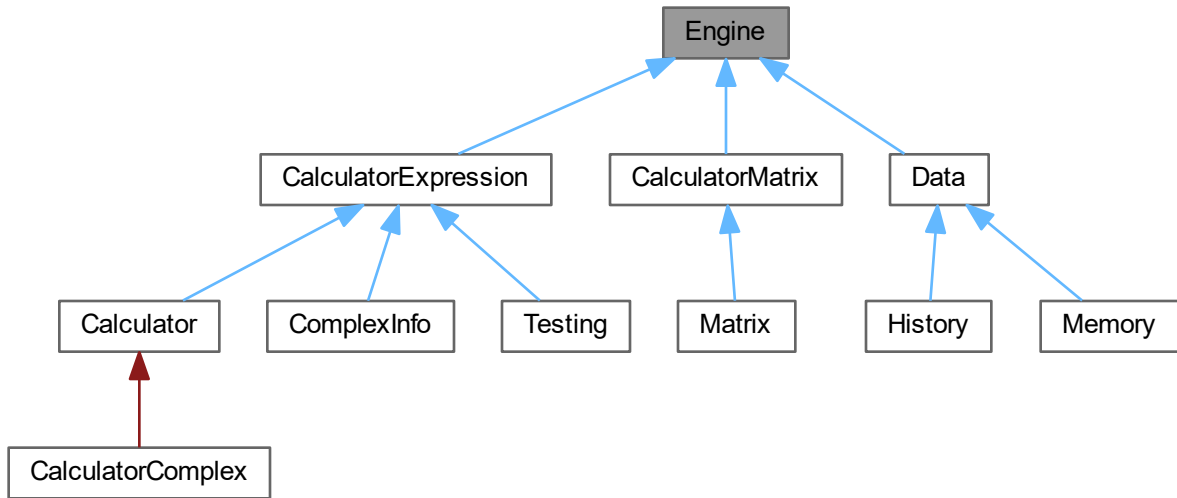 Engine
CalculatorExpression
CalculatorMatrix
Data
Calculator
ComplexInfo
Testing
Matrix
History
Memory
CalculatorComplex